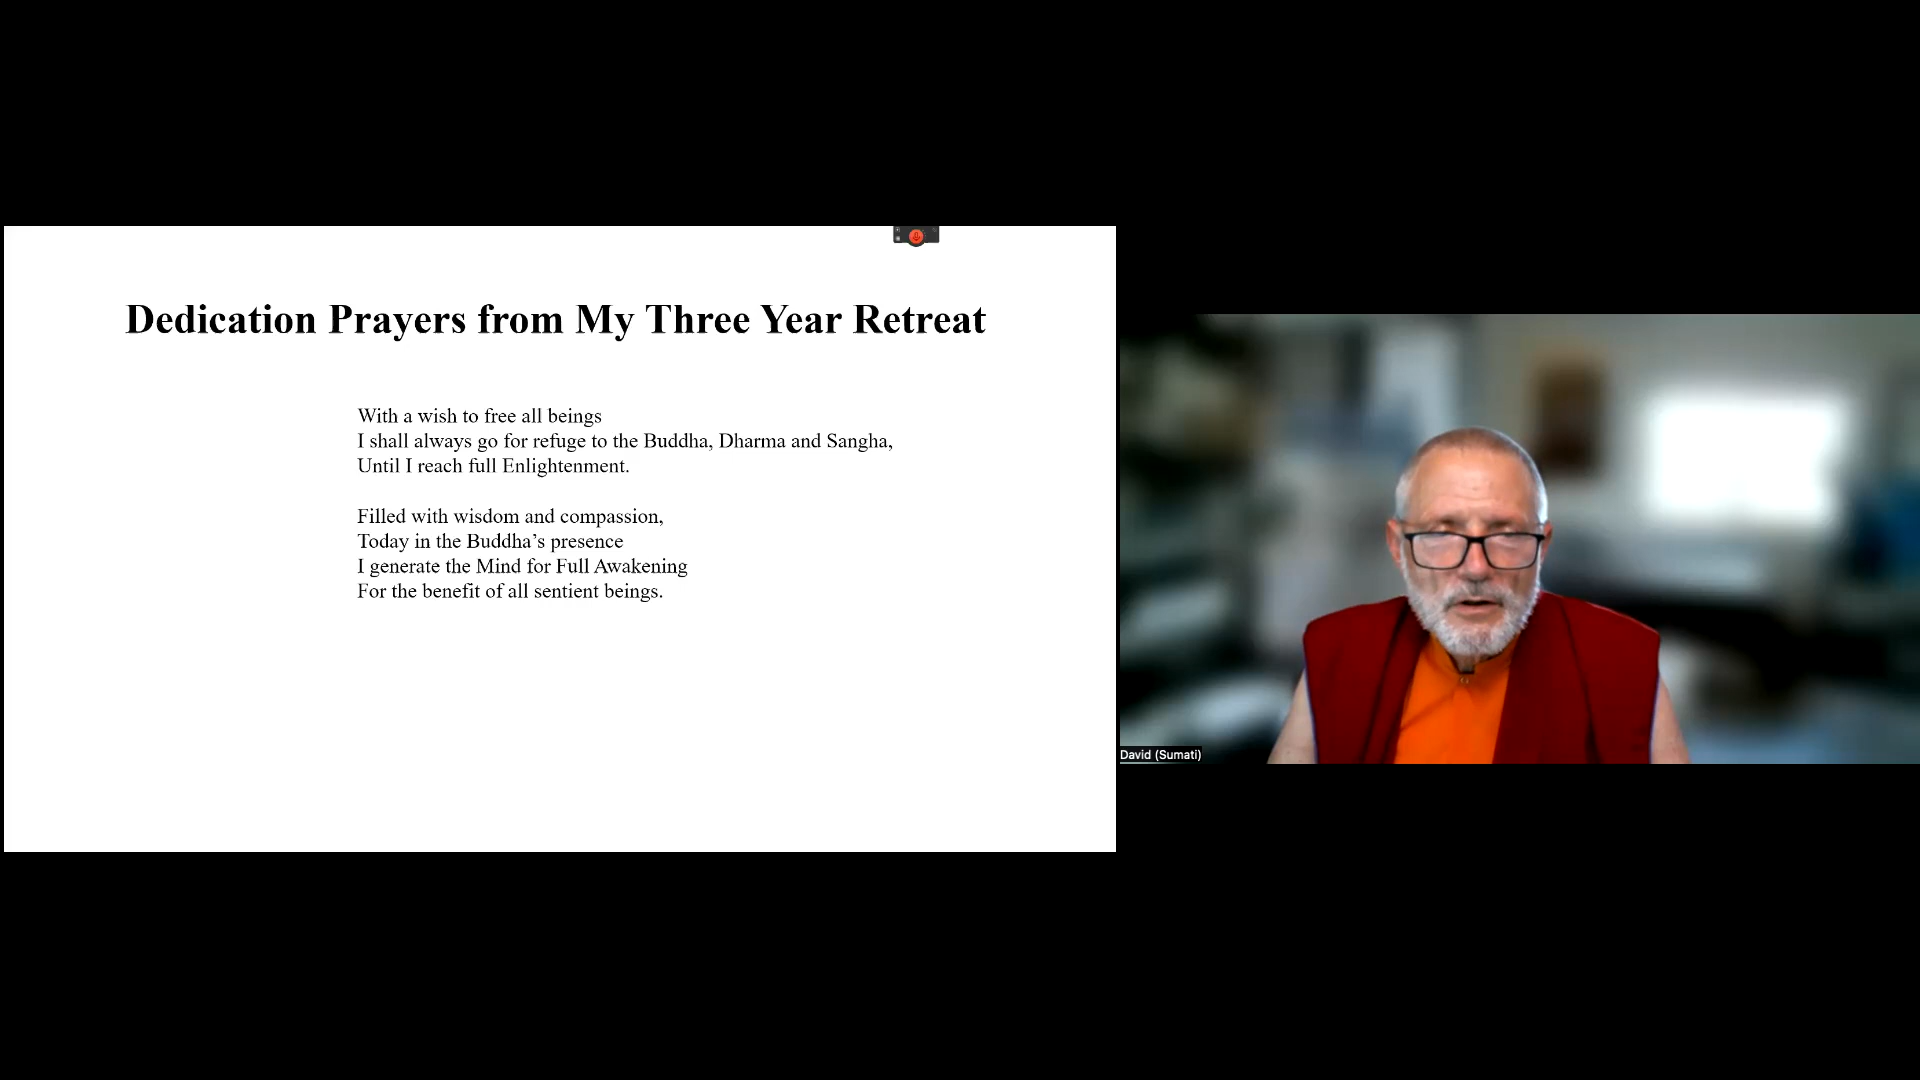 Dedication Prayers from My Three Year Retreat
With a wish to free all beings
I shall always go for refuge to the Buddha, Dharma and Sangha,
Until I reach full Enlightenment.
Filled with wisdom and compassion,
Today in the Buddha’s presence
I generate the Mind for Full Awakening
For the benefit of all sentient beings.
David (Sumati)